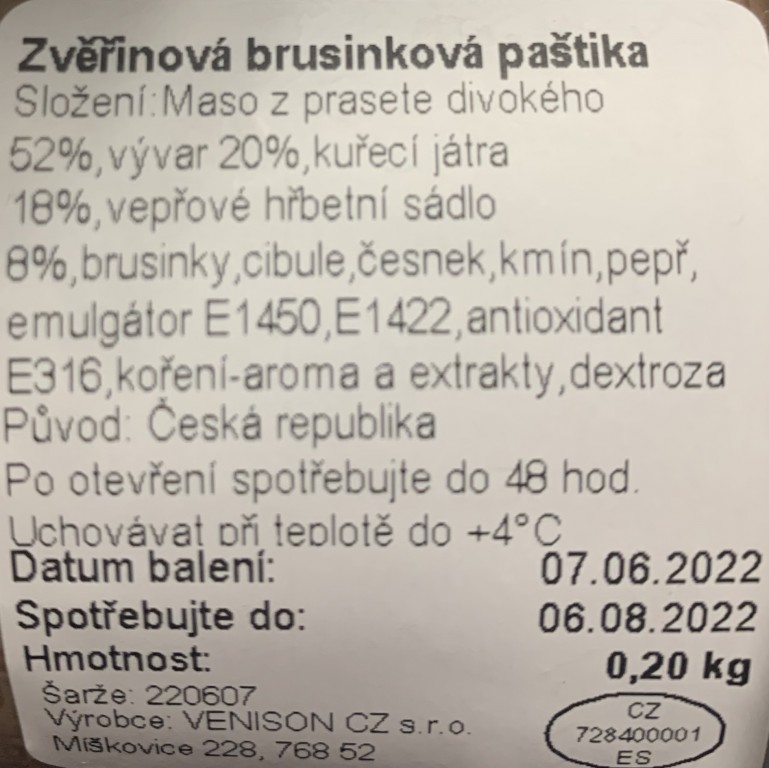 Zvěřinová brusinková paštika
Složení:Maso z prasete divokého
52%,vývar 20%,kuřecí játra
18%,vepřové hřbetní sádlo
8%,brusinky,cibule,česnek,kmín,pepř,
emulgátor E1450,E1422,antioxidant
E316,koření-aroma a extrakty,dextroza
Původ: Česká republika
Po otevření spotřebujte do 48 hod.
Uchovávat při teplotě do +4°C
Datum balení: 07.06.2022
Spotřebujte do: 06.08.2022
Hmotnost: 0,20 kg
Šarže: 220607
Výrobce: VENISON CZ s.r.o.
Míškovice 228, 768 52
CZ
728400001
ES